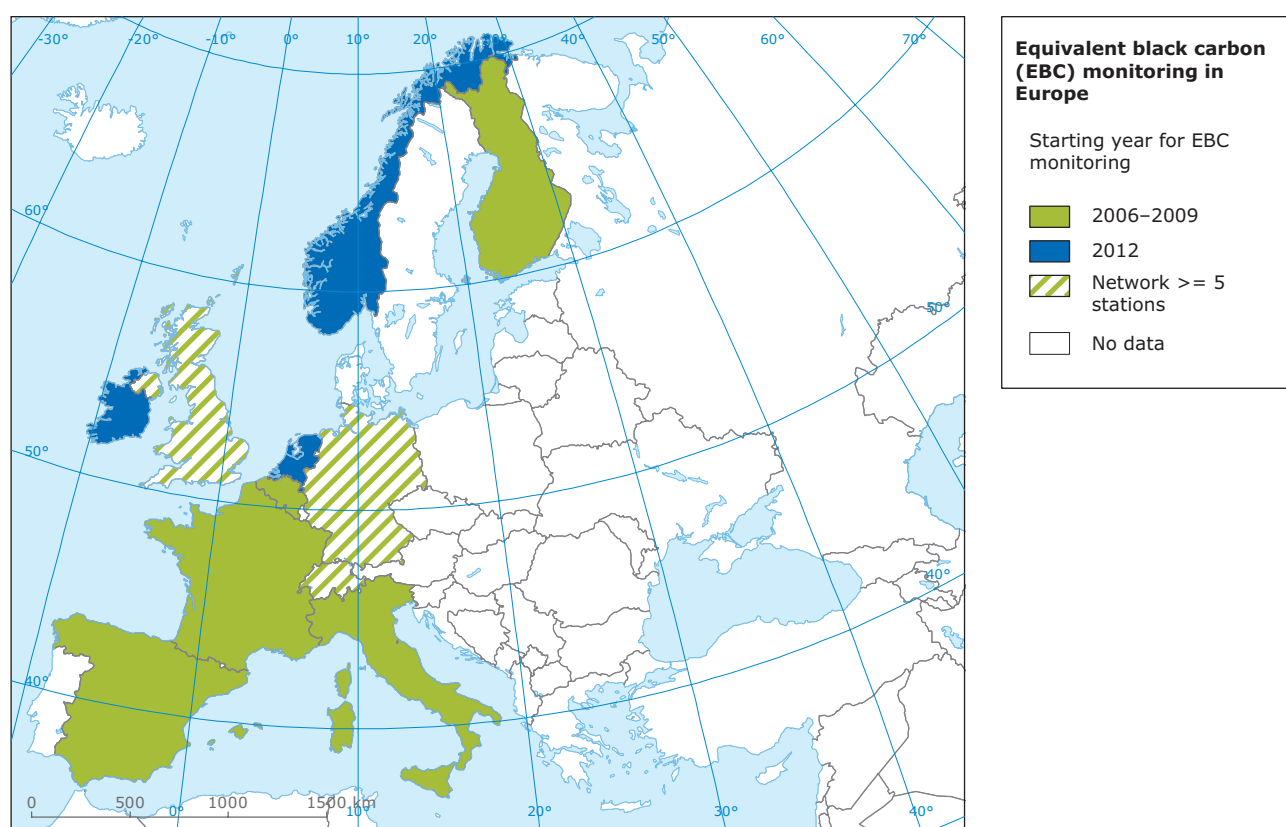 -30°
-20°
-10°
0°
10°
20°
30°
40°
50°
60°
70°
60°
50°
50°
40°
40°
0
500
1000
1500 km
0°
10°
20°
30°
40°
Equivalent black carbon
(EBC) monitoring in
Europe
Starting year for EBC
monitoring
2006–2009
2012
Network >= 5
stations
No data